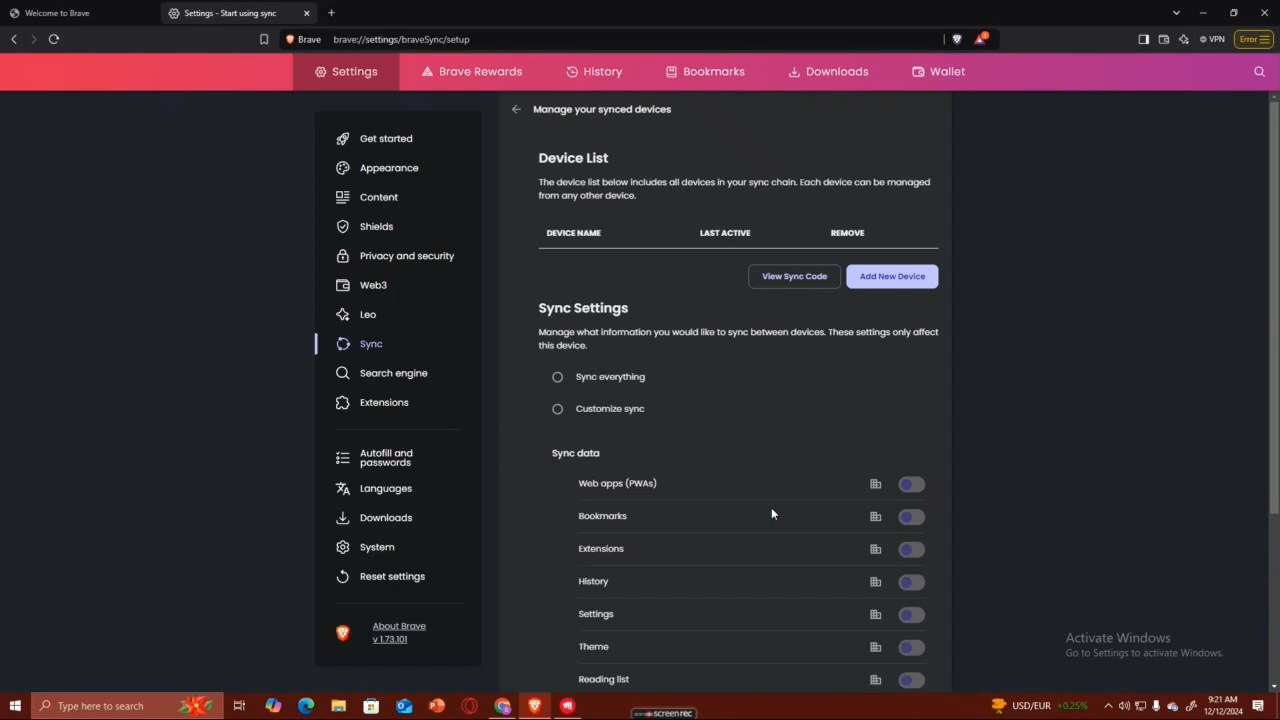 Welcome to Brave
Settings - Start using sync
Brave
brave://settings/braveSync/setup
1
VPN
Error
Settings
Brave Rewards
History
Bookmarks
Downloads
Wallet
Get started
Appearance
Content
Shields
Privacy and security
Web3
Leo
Sync
Search engine
Extensions
Autofill and
passwords
Languages
Downloads
System
Reset settings
About Brave
v 1.73.101
Manage your synced devices
Device List
The device list below includes all devices in your sync chain. Each device can be managed
from any other device.
DEVICE NAME
LAST ACTIVE
REMOVE
View Sync Code
Add New Device
Sync Settings
Manage what information you would like to sync between devices. These settings only affect
this device.
Sync everything
Customize sync
Sync data
Web apps (PWAs)
Bookmarks
Extensions
History
Settings
Theme
Reading list
Activate Windows
Go to Settings to activate Windows.
Type here to search
screenrec
USD/EUR +0.25%
9:21 AM
12/12/2024